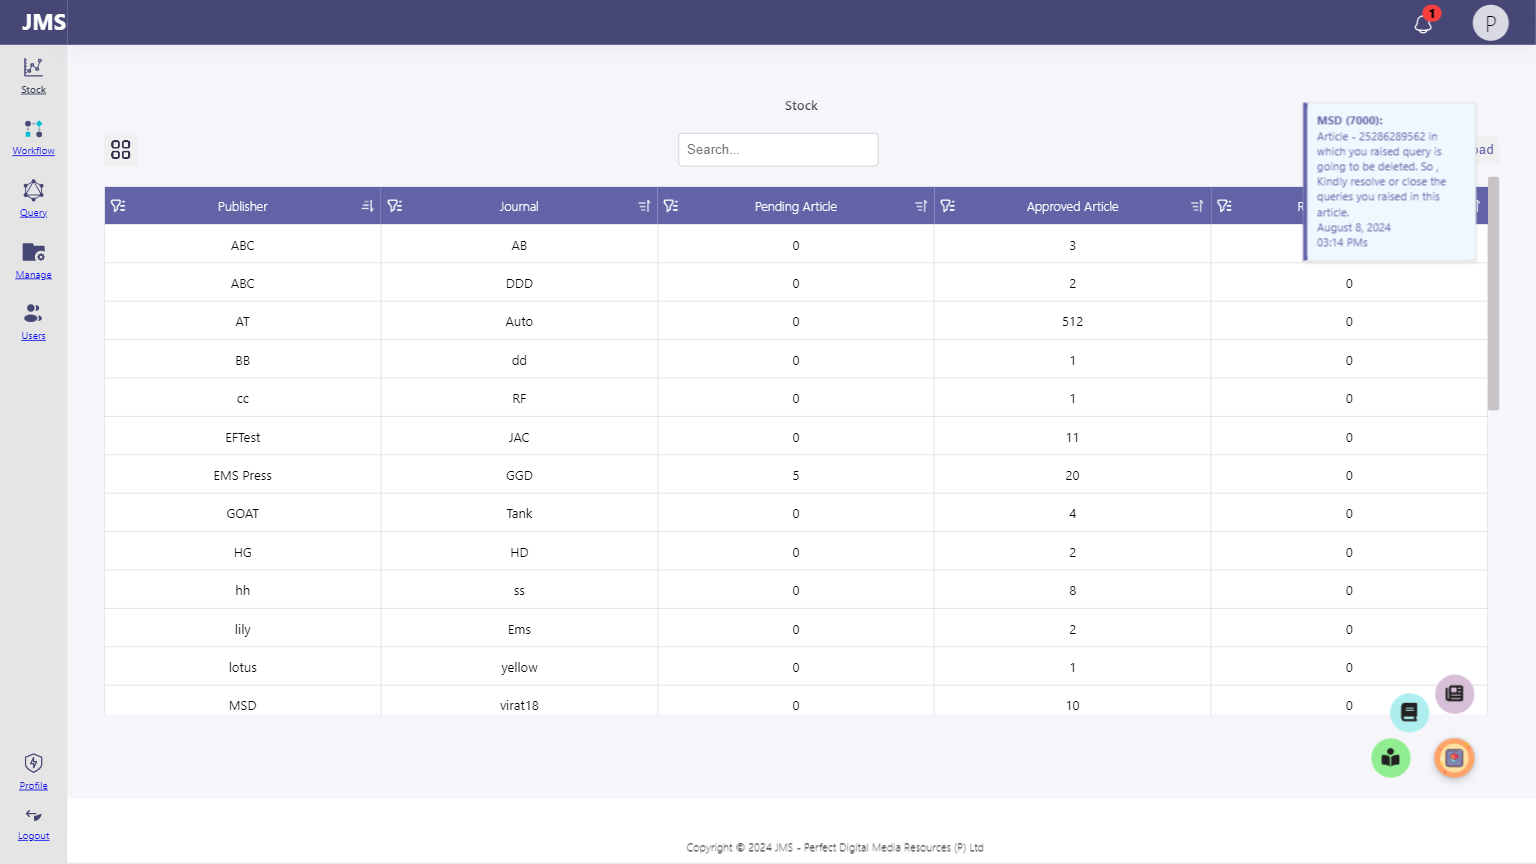 JMS
1
P
Stock
Workflow
Query
Manage
Users
Profile
Logout
Stock
Search...
MSD (7000):
Article - 25286289562 in
which you raised query is
going to be deleted. So ,
Kindly resolve or close the
queries you raised in this
article.
August 8, 2024
03:14 PMs
Publisher Journal Pending Article Approved Article
ABC AB 0 3
ABC DDD 0 2 0
AT Auto 0 512 0
BB dd 0 1 0
cc RF 0 1 0
EFTest JAC 0 11 0
EMS Press GGD 5 20 0
GOAT Tank 0 4 0
HG HD 0 2 0
hh ss 0 8 0
lily Ems 0 2 0
lotus yellow 0 1 0
MSD virat18 0 10 0
Copyright © 2024 JMS - Perfect Digital Media Resources (P) Ltd